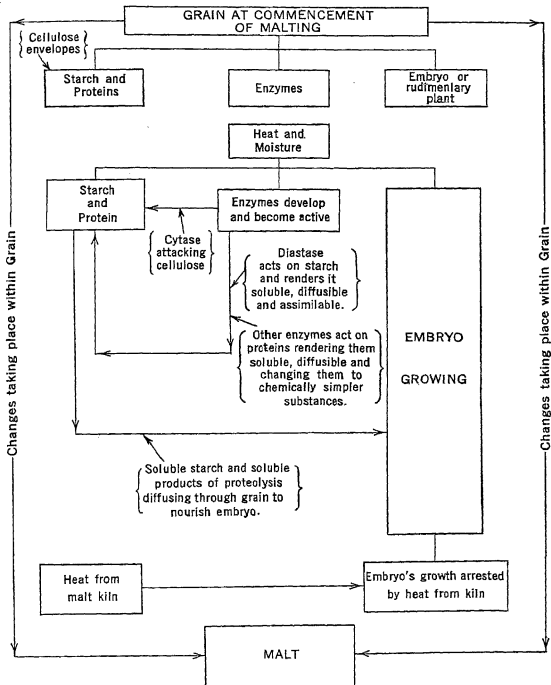 GRAIN AT COMMENCEMENT
OF MALTING
Cellulose
envelopes
Starch and
Proteins
Enzymes
Embryo or
rudimentary
plant
Heat and
Moisture
Starch
and
Protein
Enzymes develop
and become active
Cytase
attacking
cellulose
Diastase
acts on starch
and renders it
soluble, diffusible
and assimilable.
Other enzymes act on
proteins rendering them
soluble, diffusible and
changing them to
chemically simpler
substances.
EMBRYO
GROWING
Soluble starch and soluble
products of proteolysis
diffusing through grain to
nourish embryo.
Heat from
malt kiln
Embryo's growth arrested
by heat from kiln
MALT
Changes taking place within Grain
Changes taking place within Grain